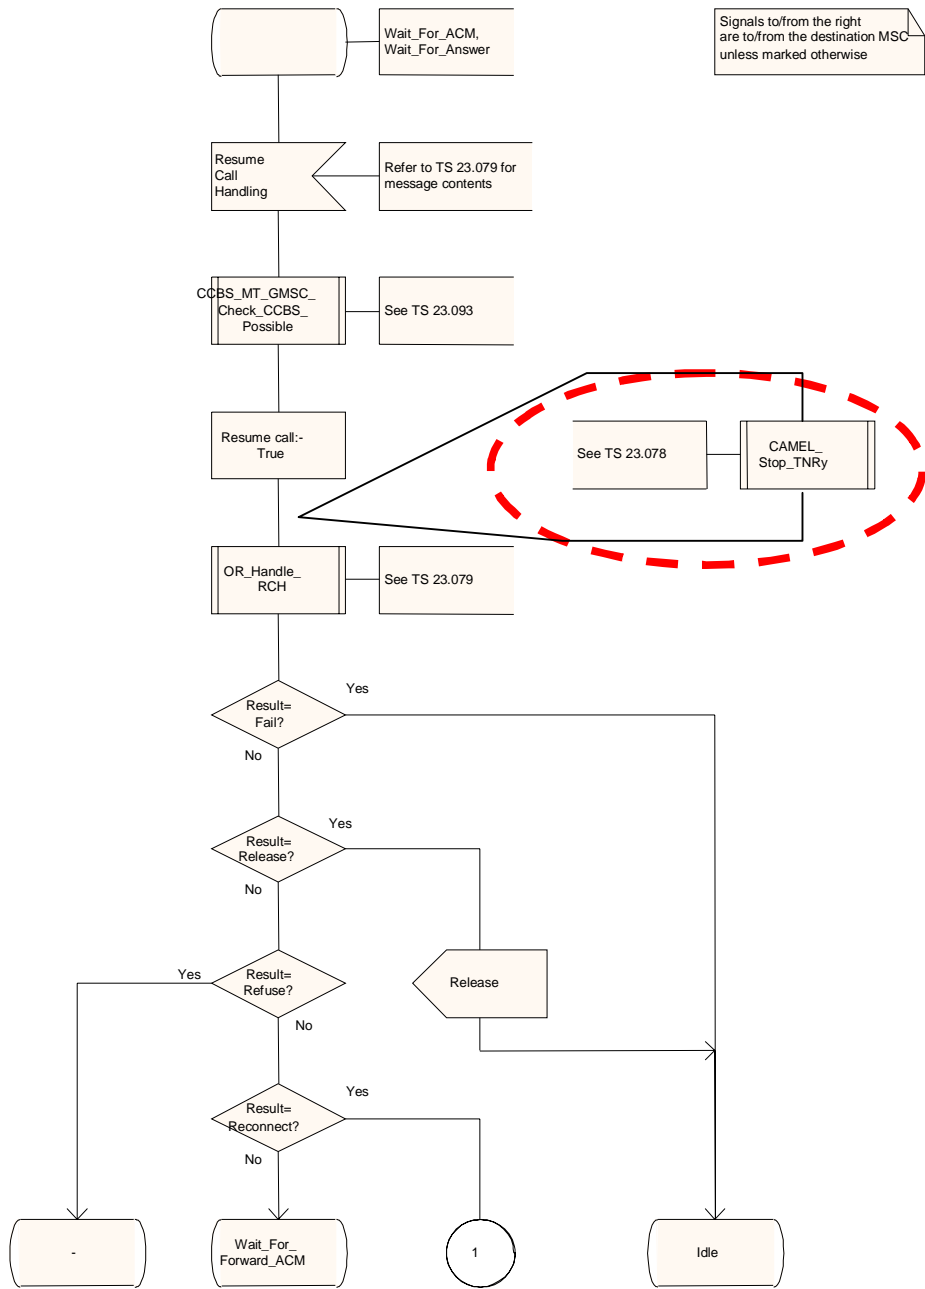 Wait_For_ACM,
Wait_For_Answer
Signals to/from the right
are to/from the destination MSC
unless marked otherwise
Resume
Call
Handling
Refer to TS 23.079 for
message contents
CCBS_MT_GMSC_
Check_CCBS_
Possible
See TS 23.093
Resume call:-
True
See TS 23.078
CAMEL_
Stop_TNRy
OR_Handle_
RCH
See TS 23.079
Result=
Fail?
Yes
No
Result=
Release?
Yes
No
Result=
Refuse?
Yes
No
Release
Result=
Reconnect?
Yes
No
-
Wait_For_
Forward_ACM
1
Idle